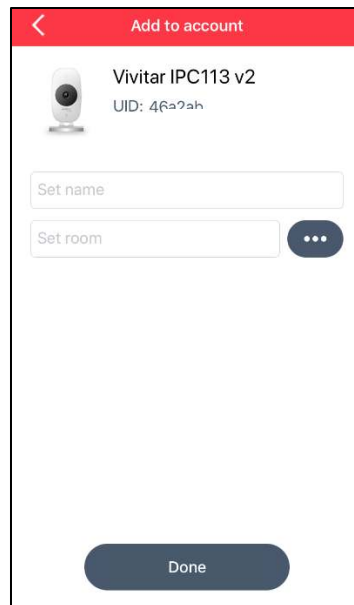 Add to account
Vivitar IPC113 v2
UID: 46a2ab
Set name
Set room
Done